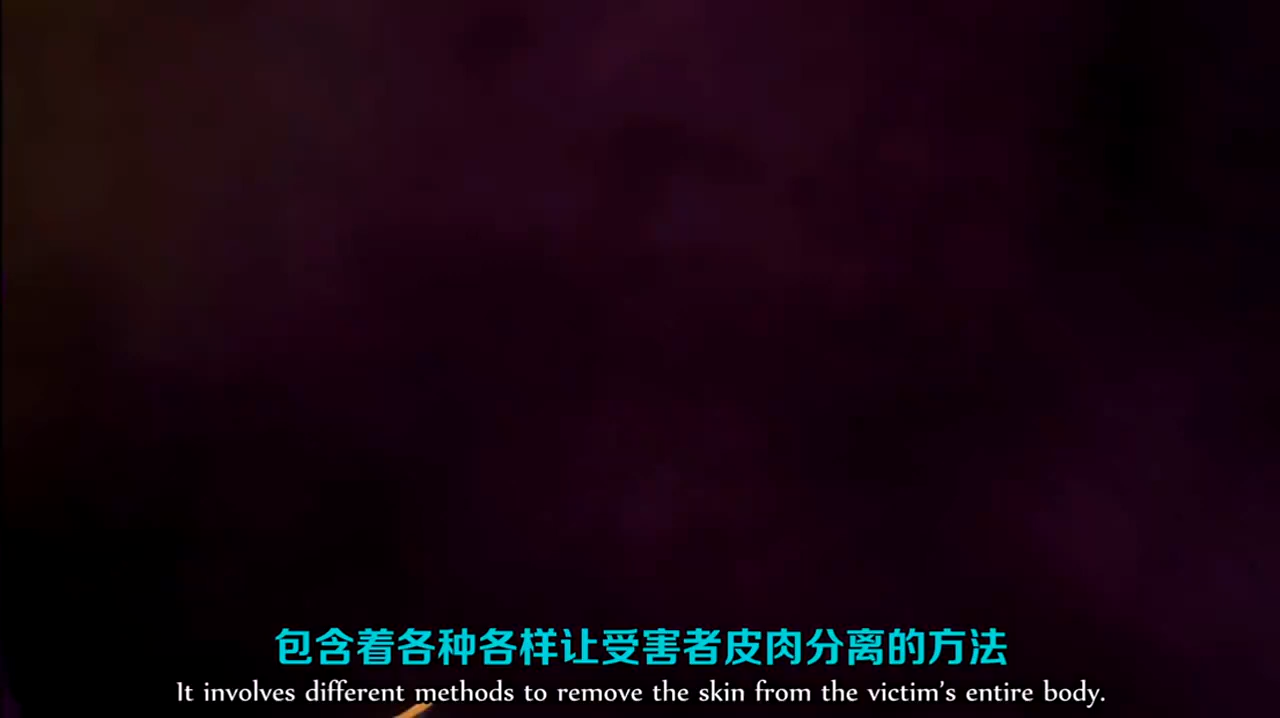 包含着各种各样让受害者皮肉分离的方法
It involves different methods to remove the skin from the victim's entire body.